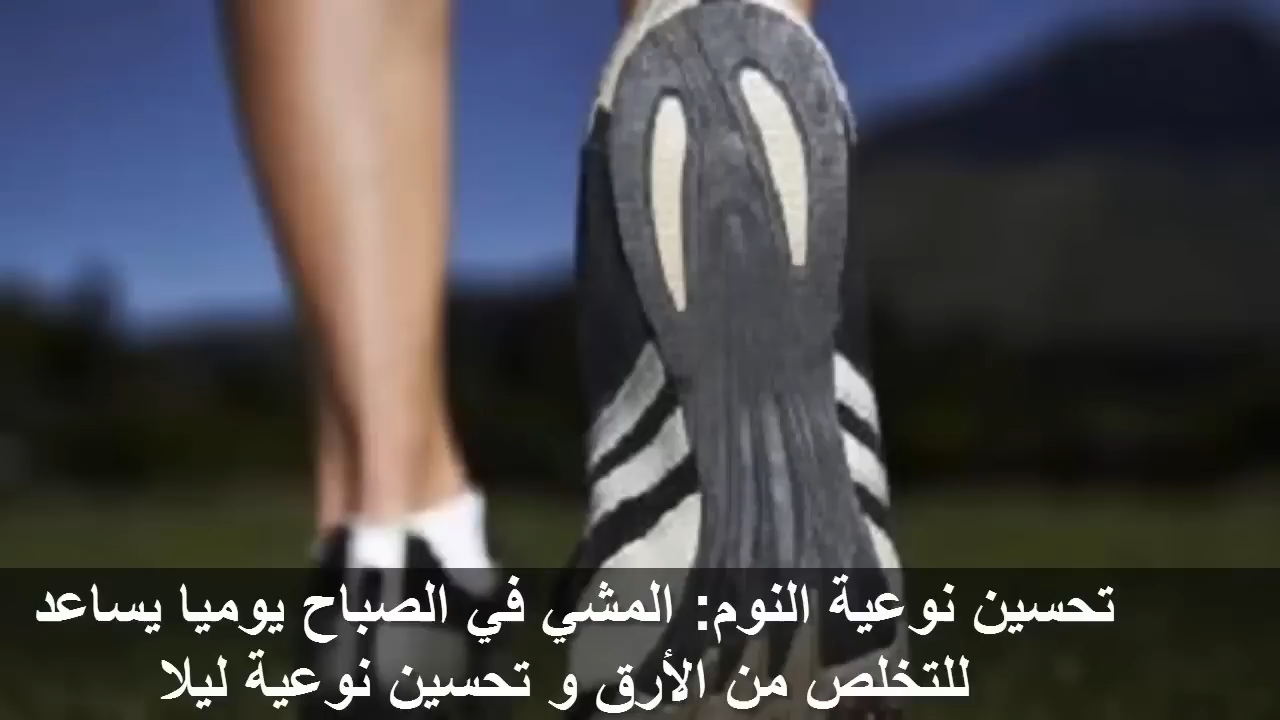 تحسين نوعية النوم: المشي في الصباح يوميا يساعد
للتخلص من الأرق و تحسين نوعية ليلا